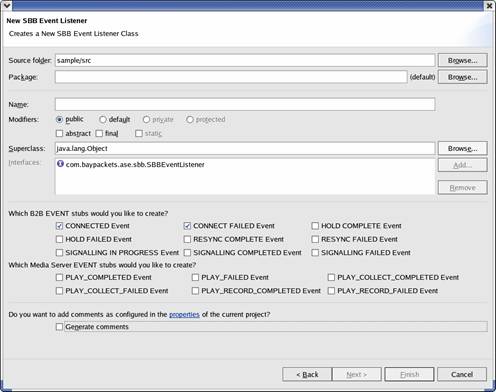 New SBB Event Listener
Creates a New SBB Event Listener Class
Source folder: sample/src Browse...
Package: (default) Browse...
Name:
Modifiers: public default private protected
abstract final static
Superclass: java.lang.Object Browse...
Interfaces: com.baypackets.ase.sbb.SBBEventListener Add...
Remove
Which B2B EVENT stubs would you like to create?
CONNECTED Event CONNECT FAILED Event HOLD COMPLETE Event
HOLD FAILED Event RESYNC COMPLETE Event RESYNC FAILED Event
SIGNALLING IN PROGRESS Event SIGNALLING COMPLETED Event SIGNALLING FAILED Event
Which Media Server EVENT stubs would you like to create?
PLAY_COMPLETED Event PLAY_FAILED Event PLAY_COLLECT_COMPLETED Event
PLAY_COLLECT_FAILED Event PLAY_RECORD_COMPLETED Event PLAY_RECORD_FAILED Event
Do you want to add comments as configured in the properties of the current project?
Generate comments
< Back Next > Finish Cancel